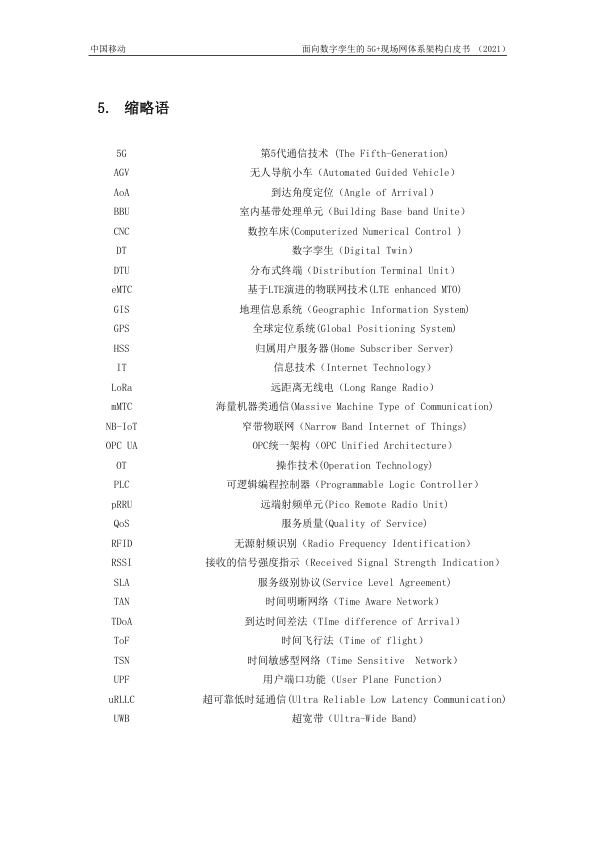 中国移动 面向数字孪生的 5G+现场网体系架构白皮书 （2021）
5. 缩略语
5G 第5代通信技术 (The Fifth-Generation)
AGV 无人导航小车（Automated Guided Vehicle）
AoA 到达角度定位（Angle of Arrival）
BBU 室内基带处理单元（Building Base band Unite）
CNC 数控车床(Computerized Numerical Control )
DT 数字孪生（Digital Twin）
DTU 分布式终端（Distribution Terminal Unit）
eMTC 基于LTE演进的物联网技术(LTE enhanced MTO)
GIS 地理信息系统（Geographic Information System)
GPS 全球定位系统(Global Positioning System)
HSS 归属用户服务器(Home Subscriber Server)
IT 信息技术（Internet Technology）
LoRa 远距离无线电（Long Range Radio）
mMTC 海量机器类通信(Massive Machine Type of Communication)
NB-IoT 窄带物联网（Narrow Band Internet of Things)
OPC UA OPC统一架构（OPC Unified Architecture）
OT 操作技术(Operation Technology)
PLC 可逻辑编程控制器（Programmable Logic Controller）
pRRU 远端射频单元(Pico Remote Radio Unit)
QoS 服务质量(Quality of Service)
RFID 无源射频识别（Radio Frequency Identification）
RSSI 接收的信号强度指示（Received Signal Strength Indication）
SLA 服务级别协议(Service Level Agreement)
TAN 时间明晰网络（Time Aware Network）
TDoA 到达时间差法（TIme difference of Arrival）
ToF 时间飞行法（Time of flight）
TSN 时间敏感型网络（Time Sensitive  Network）
UPF 用户端口功能（User Plane Function）
uRLLC 超可靠低时延通信(Ultra Reliable Low Latency Communication)
UWB 超宽带（Ultra-Wide Band)